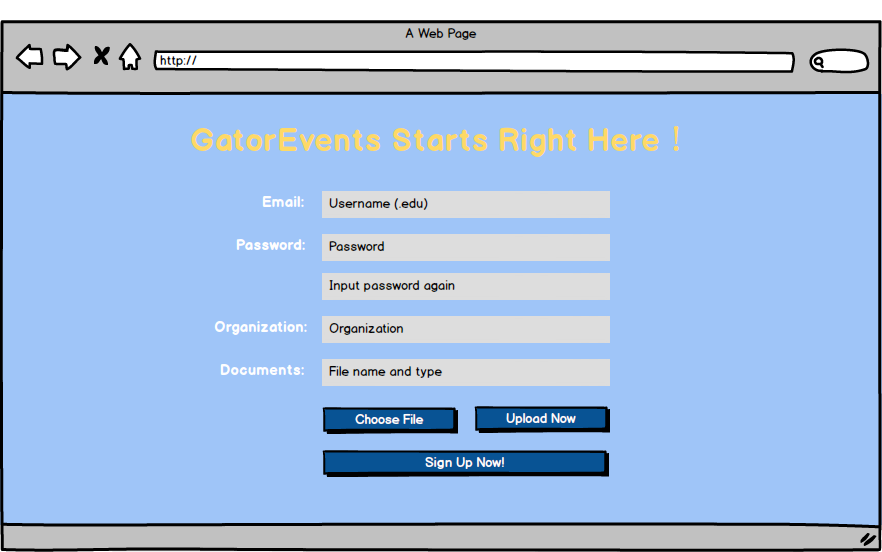 A Web Page
http://
GatorEvents Starts Right Here !
Email: Username (.edu)
Password: Password
Input password again
Organization: Organization
Documents: File name and type
Choose File Upload Now
Sign Up Now!